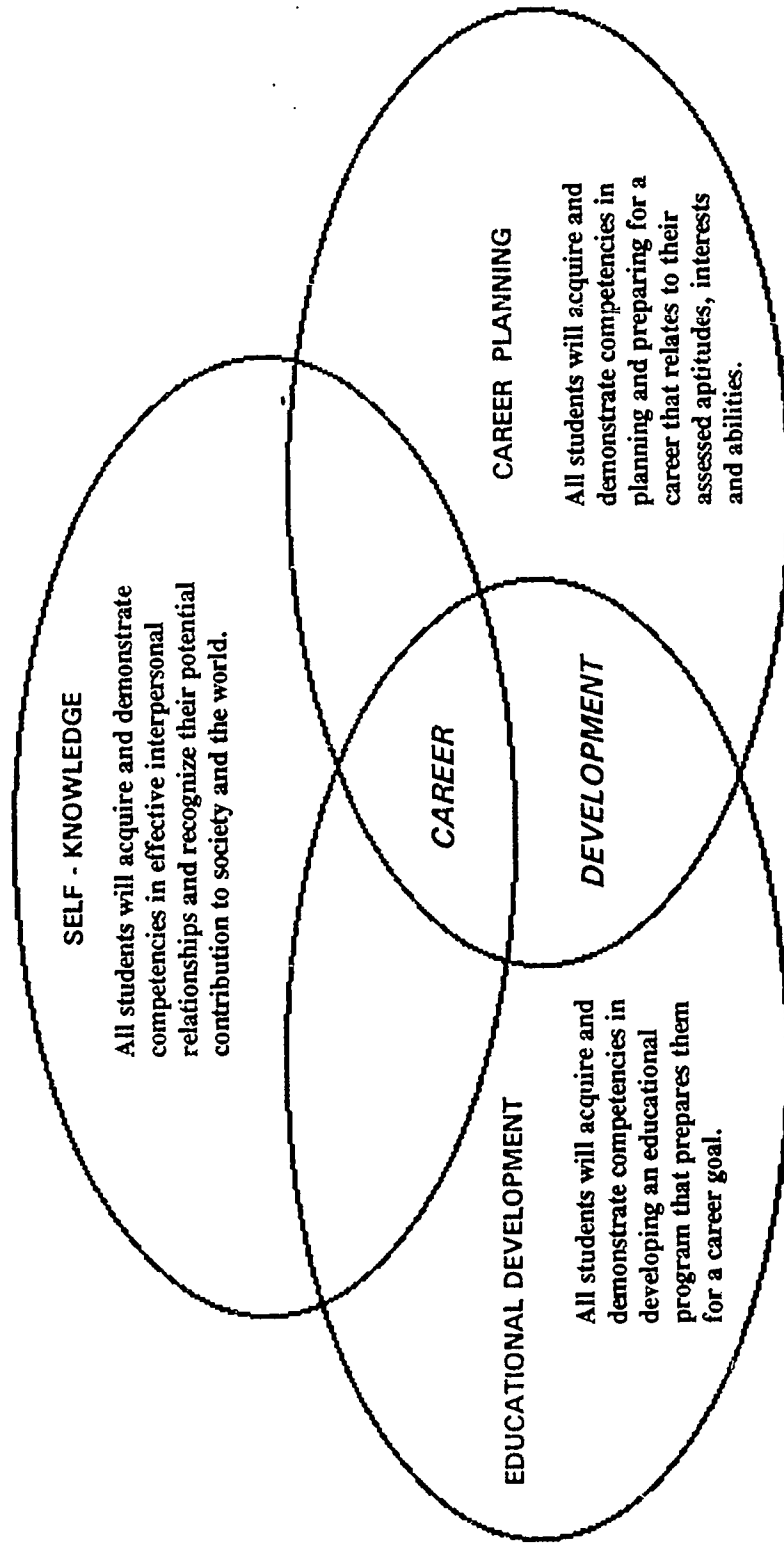 SELF - KNOWLEDGE
All students will acquire and demonstrate
competencies in effective interpersonal
relationships and recognize their potential
contribution to society and the world.
CAREER
DEVELOPMENT
EDUCATIONAL DEVELOPMENT
All students will acquire and
demonstrate competencies in
developing an educational
program that prepares them
for a career goal.
CAREER PLANNING
All students will acquire and
demonstrate competencies in
planning and preparing for a
career that relates to their
assessed aptitudes, interests
and abilities.